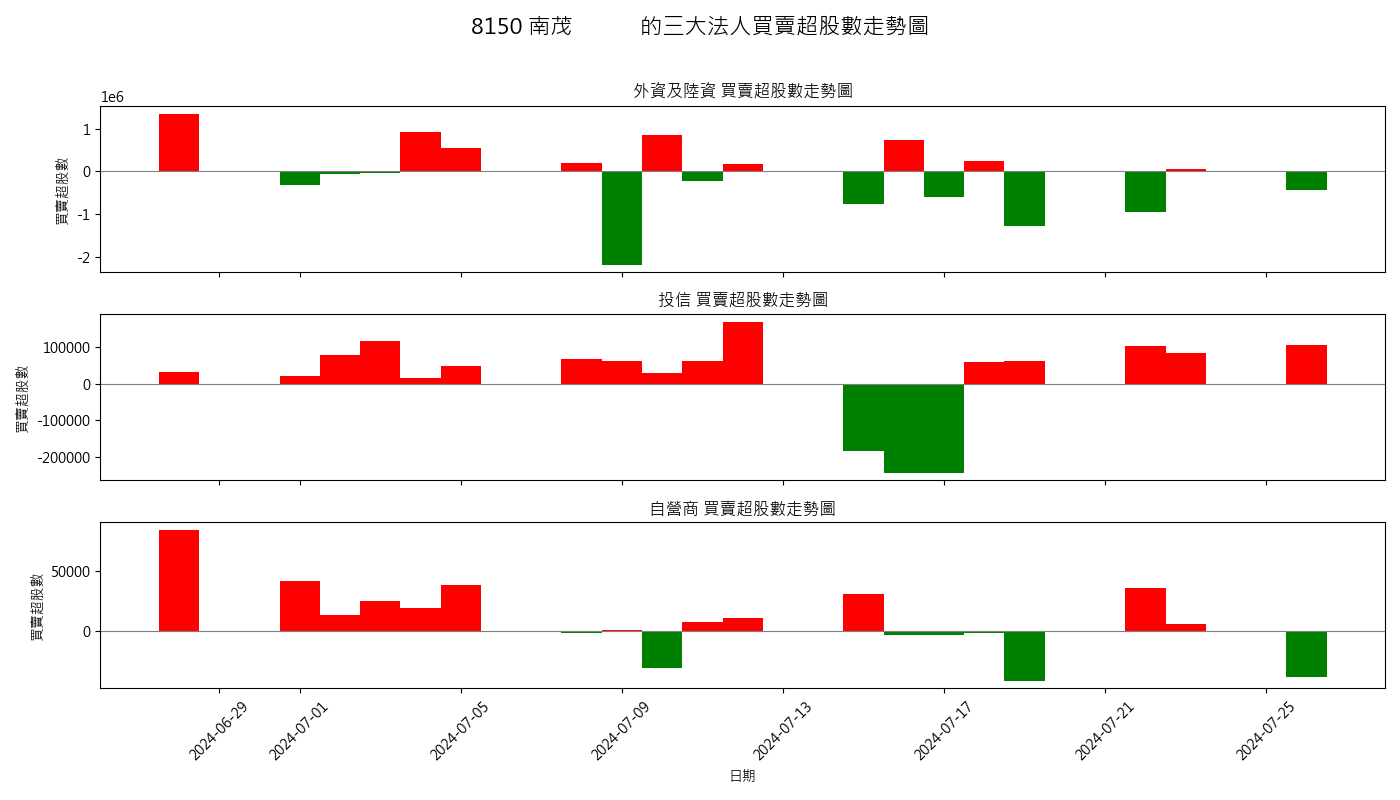 8150 南茂　　　的三大法人買賣超股數走勢圖
外資及陸資 買賣超股數走勢圖
1e6
買賣超股數
1
0
-1
-2
投信 買賣超股數走勢圖
買賣超股數
100000
0
-100000
-200000
自營商 買賣超股數走勢圖
買賣超股數
50000
0
2024-06-29
2024-07-01
2024-07-05
2024-07-09
2024-07-13
2024-07-17
2024-07-21
2024-07-25
日期